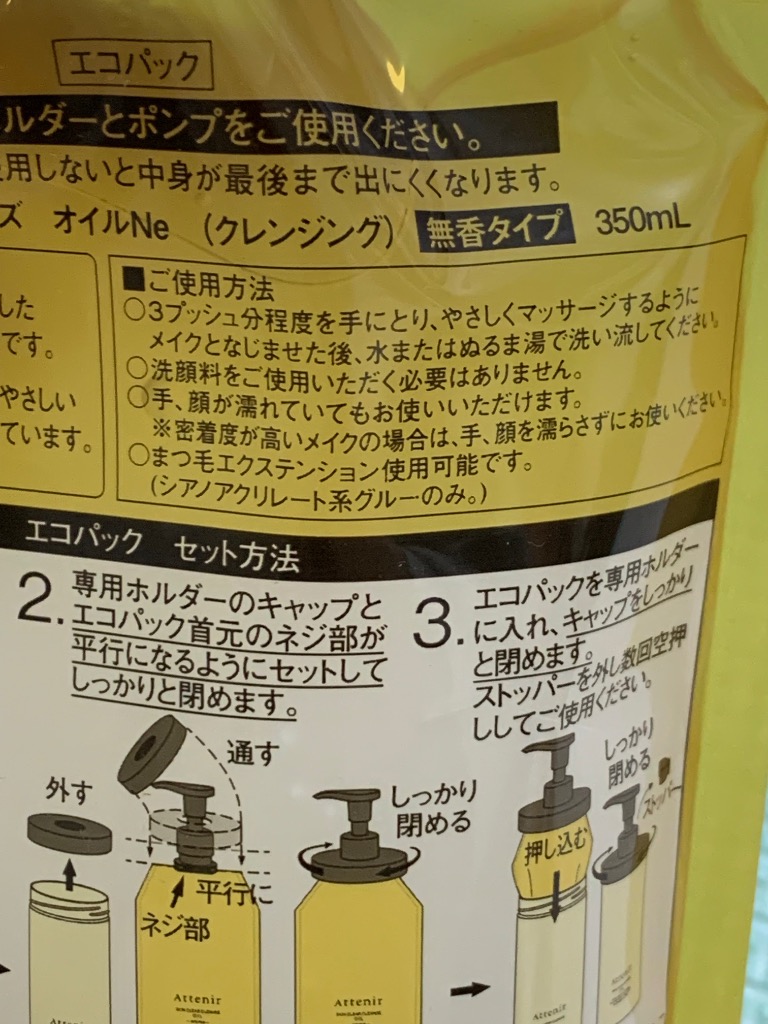 エコパック
ルダーとポンプをご使用ください。
用しないと中身が最後まで出にくくなります。
ズ オイルNe (クレンジング) 無香タイプ 350mL
した
です。
やさしい
ています。
■ご使用方法
○3プッシュ分程度を手にとり、やさしくマッサージするように
メイクとなじませた後、水またはぬるま湯で洗い流してください。
○洗顔料をご使用いただく必要はありません。
○手、顔が濡れていてもお使いいただけます。
※密着度が高いメイクの場合は、手、顔を濡らさずにお使いください。
○まつ毛エクステンション使用可能です。
(シアノアクリレート系グルーのみ。)
エコパック セット方法
2. 専用ホルダーのキャップと
エコパック首元のネジ部が
平行になるようにセットして
しっかりと閉めます。
3. エコパックを専用ホルダー
に入れ、キャップをしっかり
と閉めます。
ストッパーを外し数回空押
ししてご使用ください。
外す
通す
平行に
ネジ部
しっかり
閉める
押し込む
しっかり
閉める
ストッパー
Attenir
Attenir
SKIN CLEAR CLEANSE
OIL
Attenir
SKIN CLEAR CLEANSE
OIL
Attenir